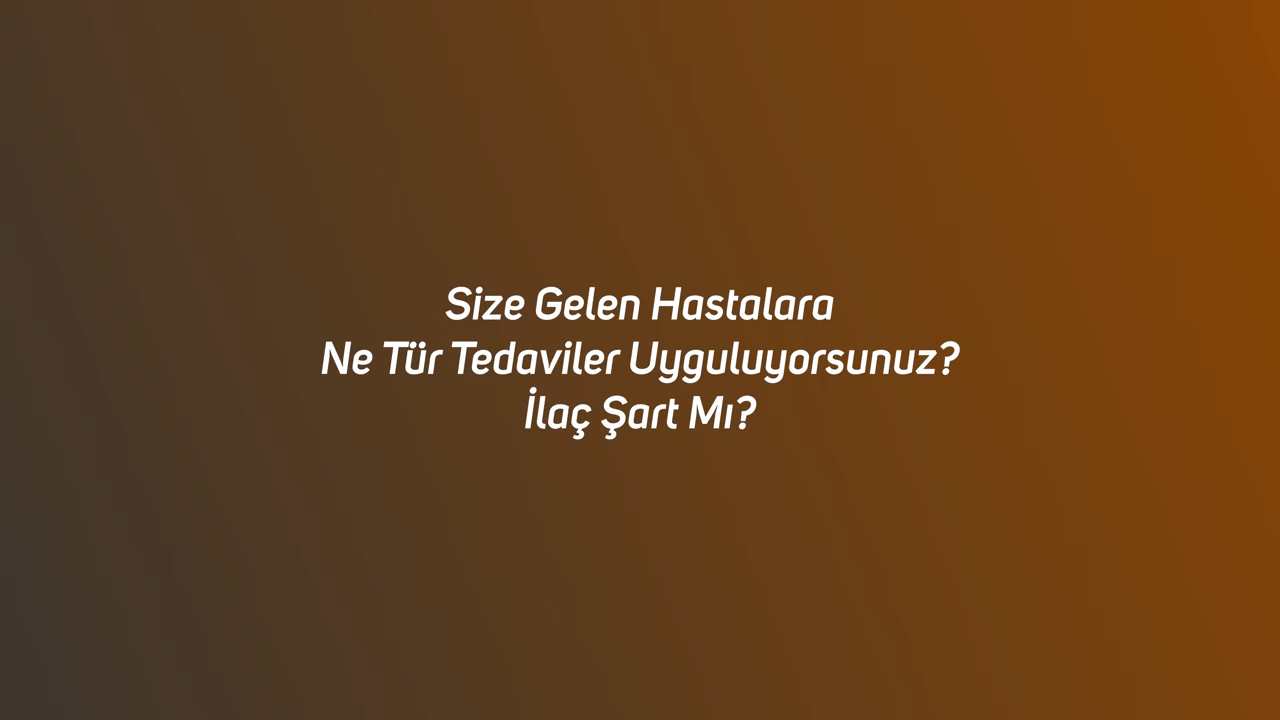 Size Gelen Hastalara
Ne Tür Tedaviler Uyguluyorsunuz?
İlaç Şart Mı?